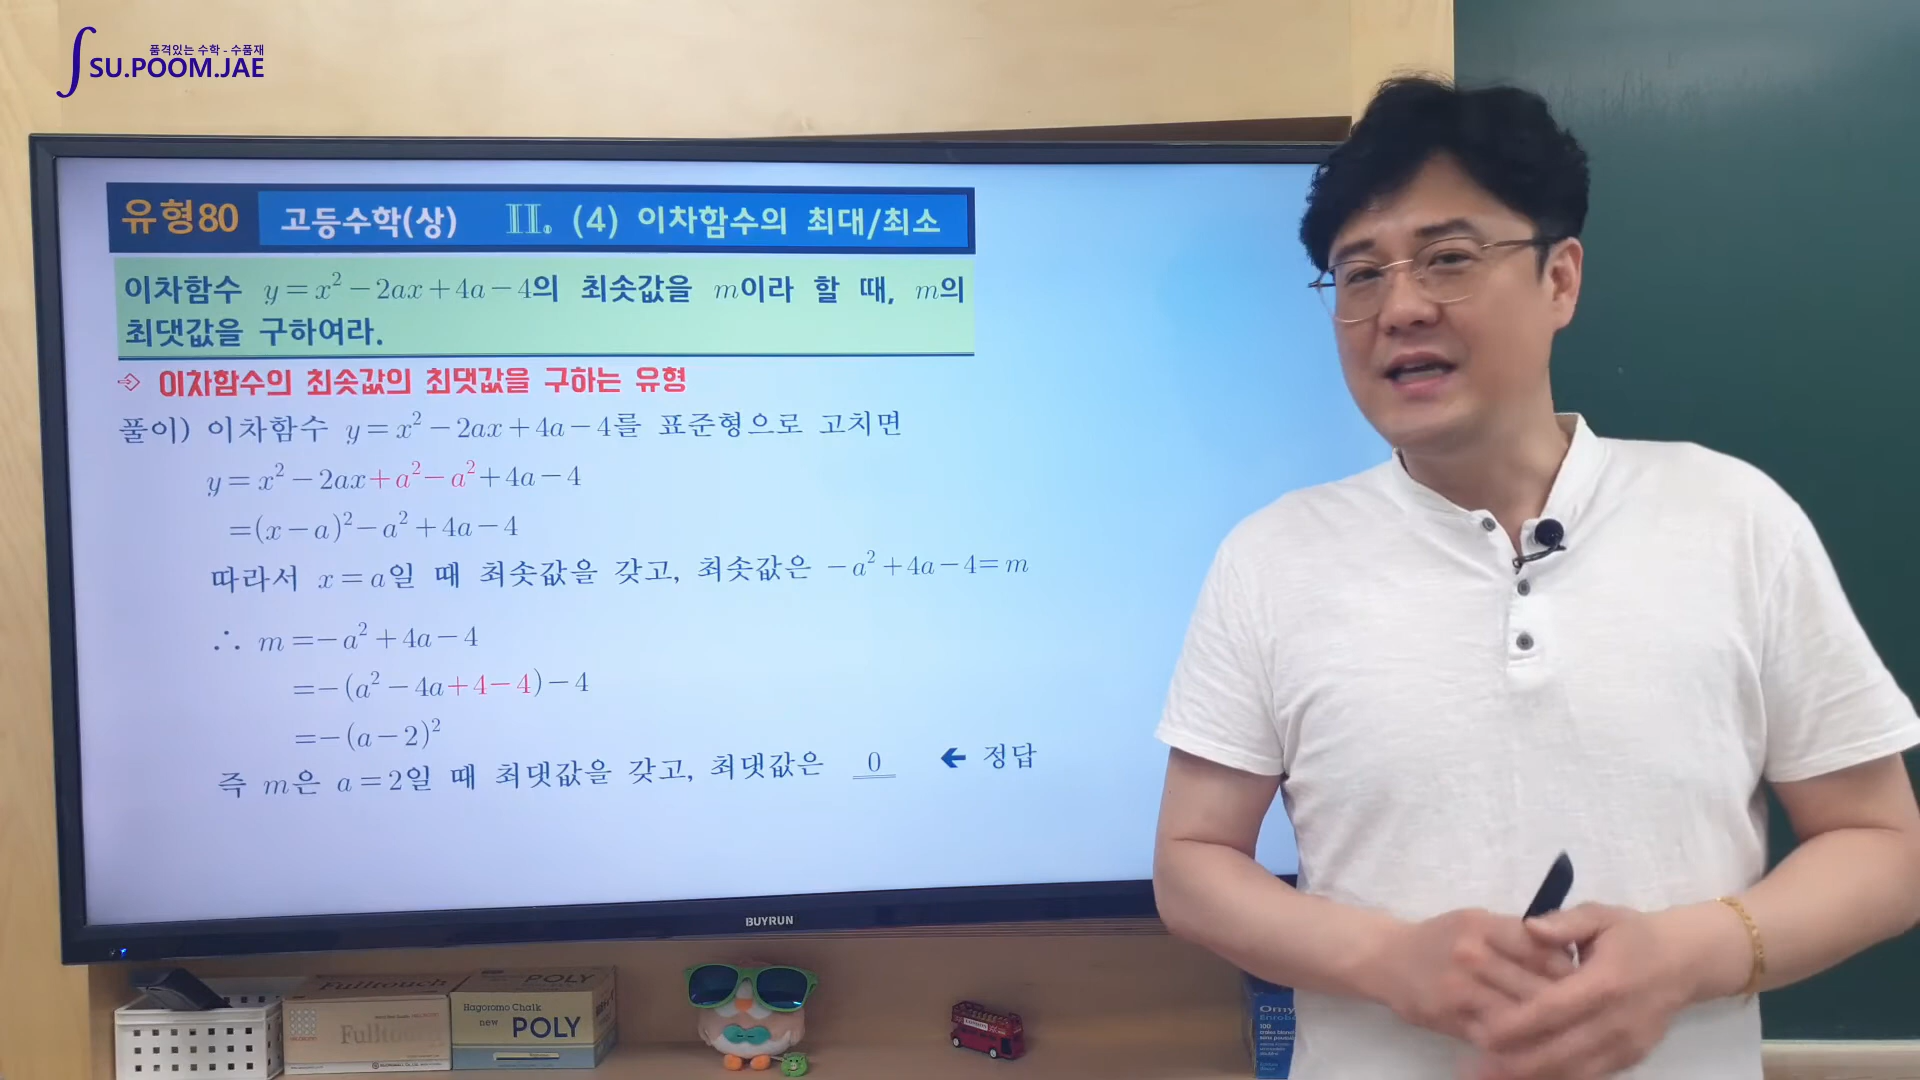 품격있는 수학 - 수품재
SU.POOM.JAE
유형80 고등수학(상) Ⅱ. (4) 이차함수의 최대/최소
이차함수 y=x²-2ax+4a-4의 최솟값을 m이라 할 때, m의
최댓값을 구하여라.
이차함수의 최솟값의 최댓값을 구하는 유형
풀이) 이차함수 y=x²-2ax+4a-4를 표준형으로 고치면
y=x²-2ax+a²-a²+4a-4
=(x-a)²-a²+4a-4
따라서 x=a일 때 최솟값을 갖고, 최솟값은 -a²+4a-4=m
∴ m=-a²+4a-4
=-(a²-4a+4-4)-4
=-(a-2)²
즉 m은 a=2일 때 최댓값을 갖고, 최댓값은 0 ← 정답
BUYRUN
Fulltouch
Fulltouch
POLY
Hagoromo Chalk
new POLY
LONDON
Omy
100